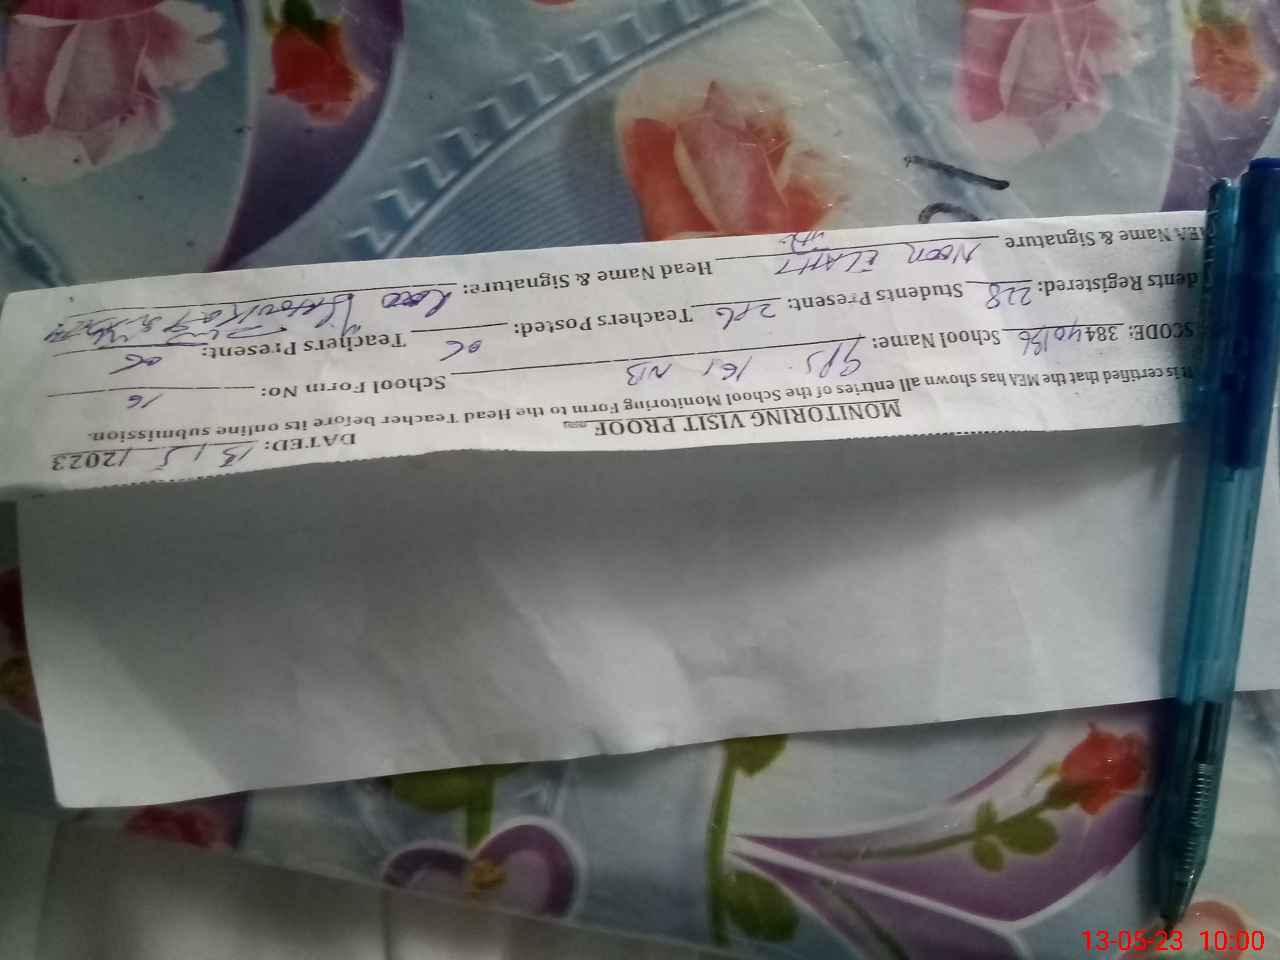 MONITORING VISIT PROOF DATED: 13/5/2023
It is certified that the MEA has shown all entries of the School Monitoring Form to the Head Teacher before its online submission.
SCODE: 38440196 School Name: GPS 161 NB School Form No: 16
dents Registered: 228 Students Present: 206 Teachers Posted: 06 Teachers Present: 06
MEA Name & Signature NOOR ELAHI Head Name & Signature:
13-05-23 10:00